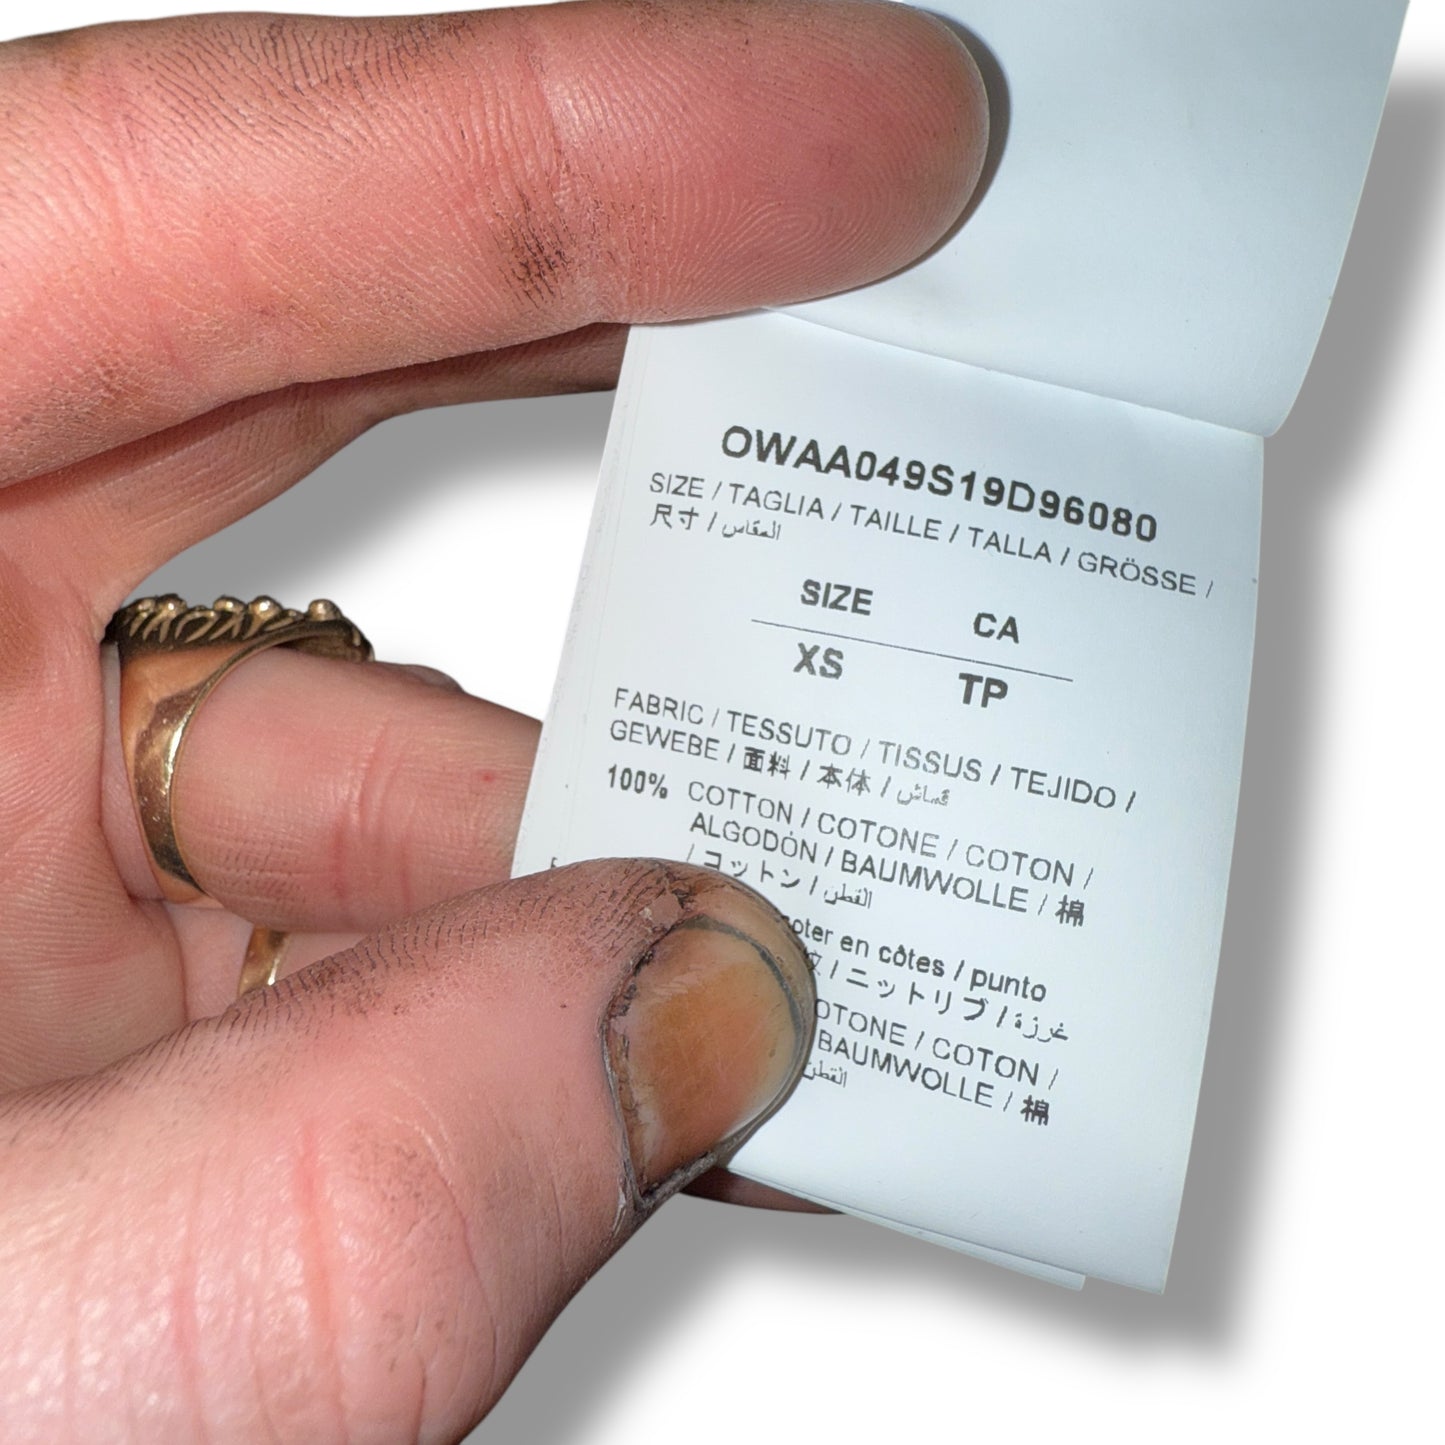 OWAA049S19D96080
SIZE / TAGLIA / TAILLE / TALLA / GRÖSSE /
尺寸 / المقاس
SIZE CA
XS TP
FABRIC / TESSUTO / TISSUS / TEJIDO /
GEWEBE / 面料 / 本体 / قماش
100% COTTON / COTONE / COTON /
ALGODÓN / BAUMWOLLE / 棉
/ コットン / القطن
en côtes / punto
/ ニットリブ / غرزة
/ COTON /
BAUMWOLLE / 棉
القطن